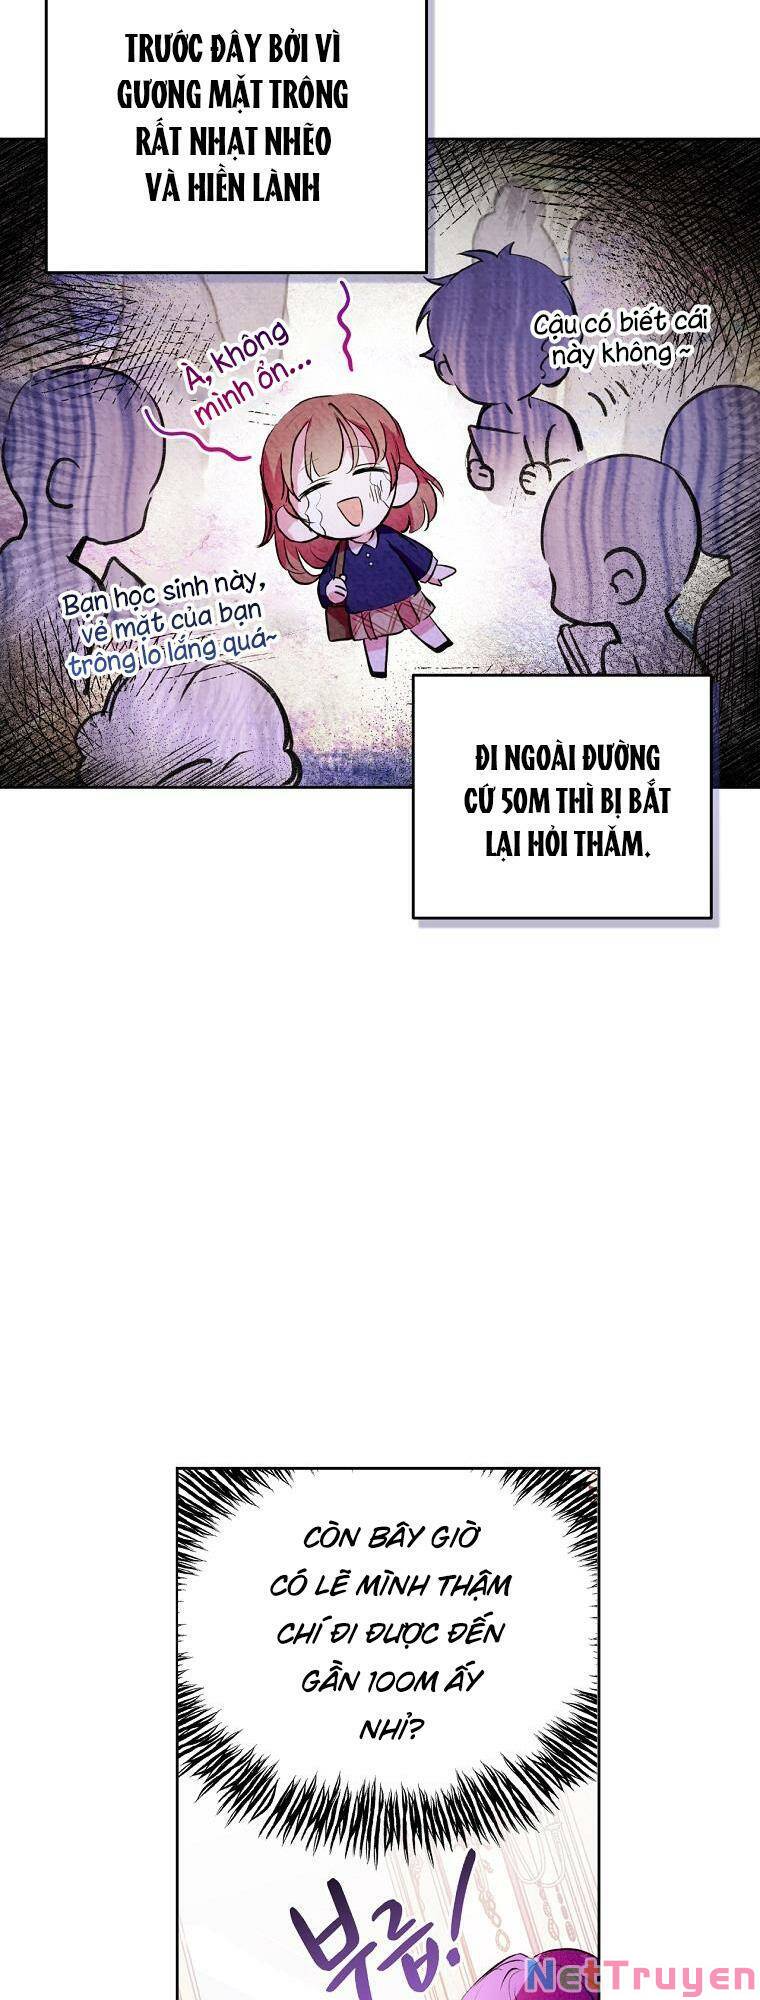 TRƯỚC ĐÂY BỞI VÌ
GƯƠNG MẶT TRÔNG
RẤT NHẠT NHẼO
VÀ HIỀN LÀNH
Cậu có biết cái
này không ~
À, không
mình ổn...
Bạn học sinh này,
vẻ mặt của bạn
trông lo lắng quá~
ĐI NGOÀI ĐƯỜNG
CỨ 50M THÌ BỊ BẮT
LẠI HỎI THĂM.
CÒN BÂY GIỜ
CÓ LẼ MÌNH THẬM
CHÍ ĐI ĐƯỢC ĐẾN
GẦN 100M ẤY
NHỈ?
부릅!
NetTruyen